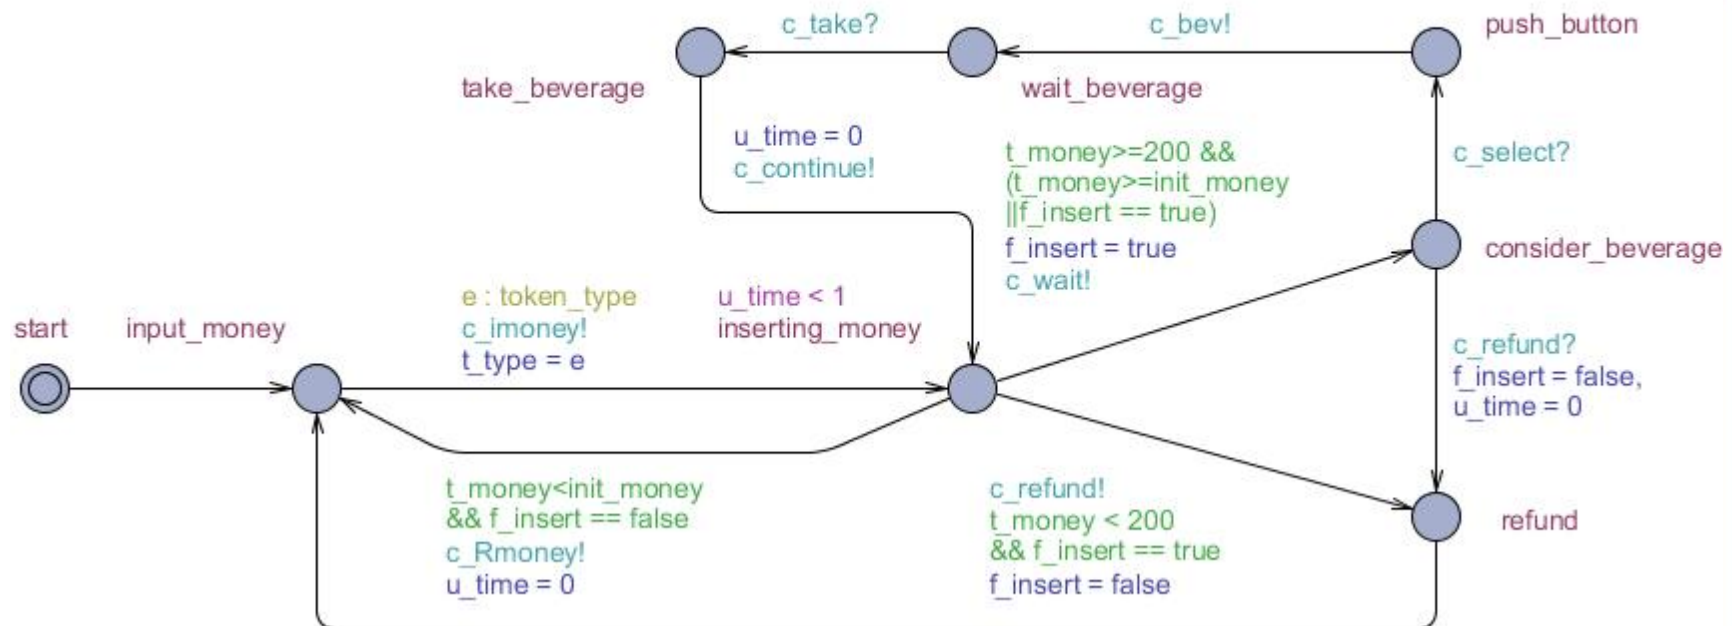 c_take?
c_bev!
push_button
take_beverage
wait_beverage
u_time = 0
c_continue!
t_money>=200 &&
(t_money>=init_money
||f_insert == true)
f_insert = true
c_wait!
c_select?
consider_beverage
e : token_type
c_imoney!
t_type = e
u_time < 1
inserting_money
start
input_money
c_refund?
f_insert = false,
u_time = 0
t_money<init_money
&& f_insert == false
c_Rmoney!
u_time = 0
c_refund!
t_money < 200
&& f_insert == true
f_insert = false
refund